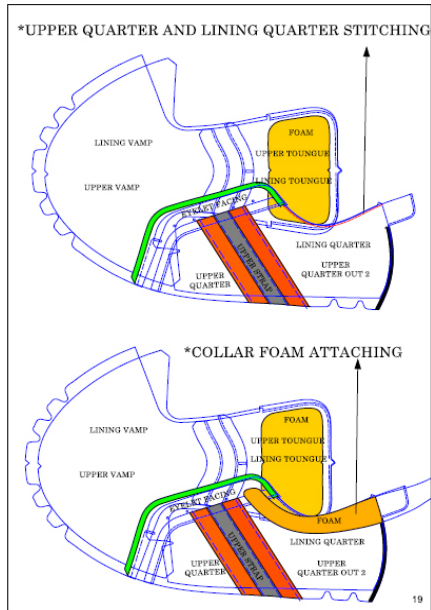 *UPPER QUARTER AND LINING QUARTER STITCHING
FOAM
LINING VAMP
UPPER TOUNGUE
LINING TOUNGUE
UPPER VAMP
EYELET FACING
LINING QUARTER
UPPER STRAP
UPPER
QUARTER
UPPER
QUARTER OUT 2
*COLLAR FOAM ATTACHING
FOAM
LINING VAMP
UPPER TOUNGUE
LINING TOUNGUE
UPPER VAMP
EYELET FACING
FOAM
UPPER STRAP
LINING QUARTER
UPPER
QUARTER
UPPER
QUARTER OUT 2
19